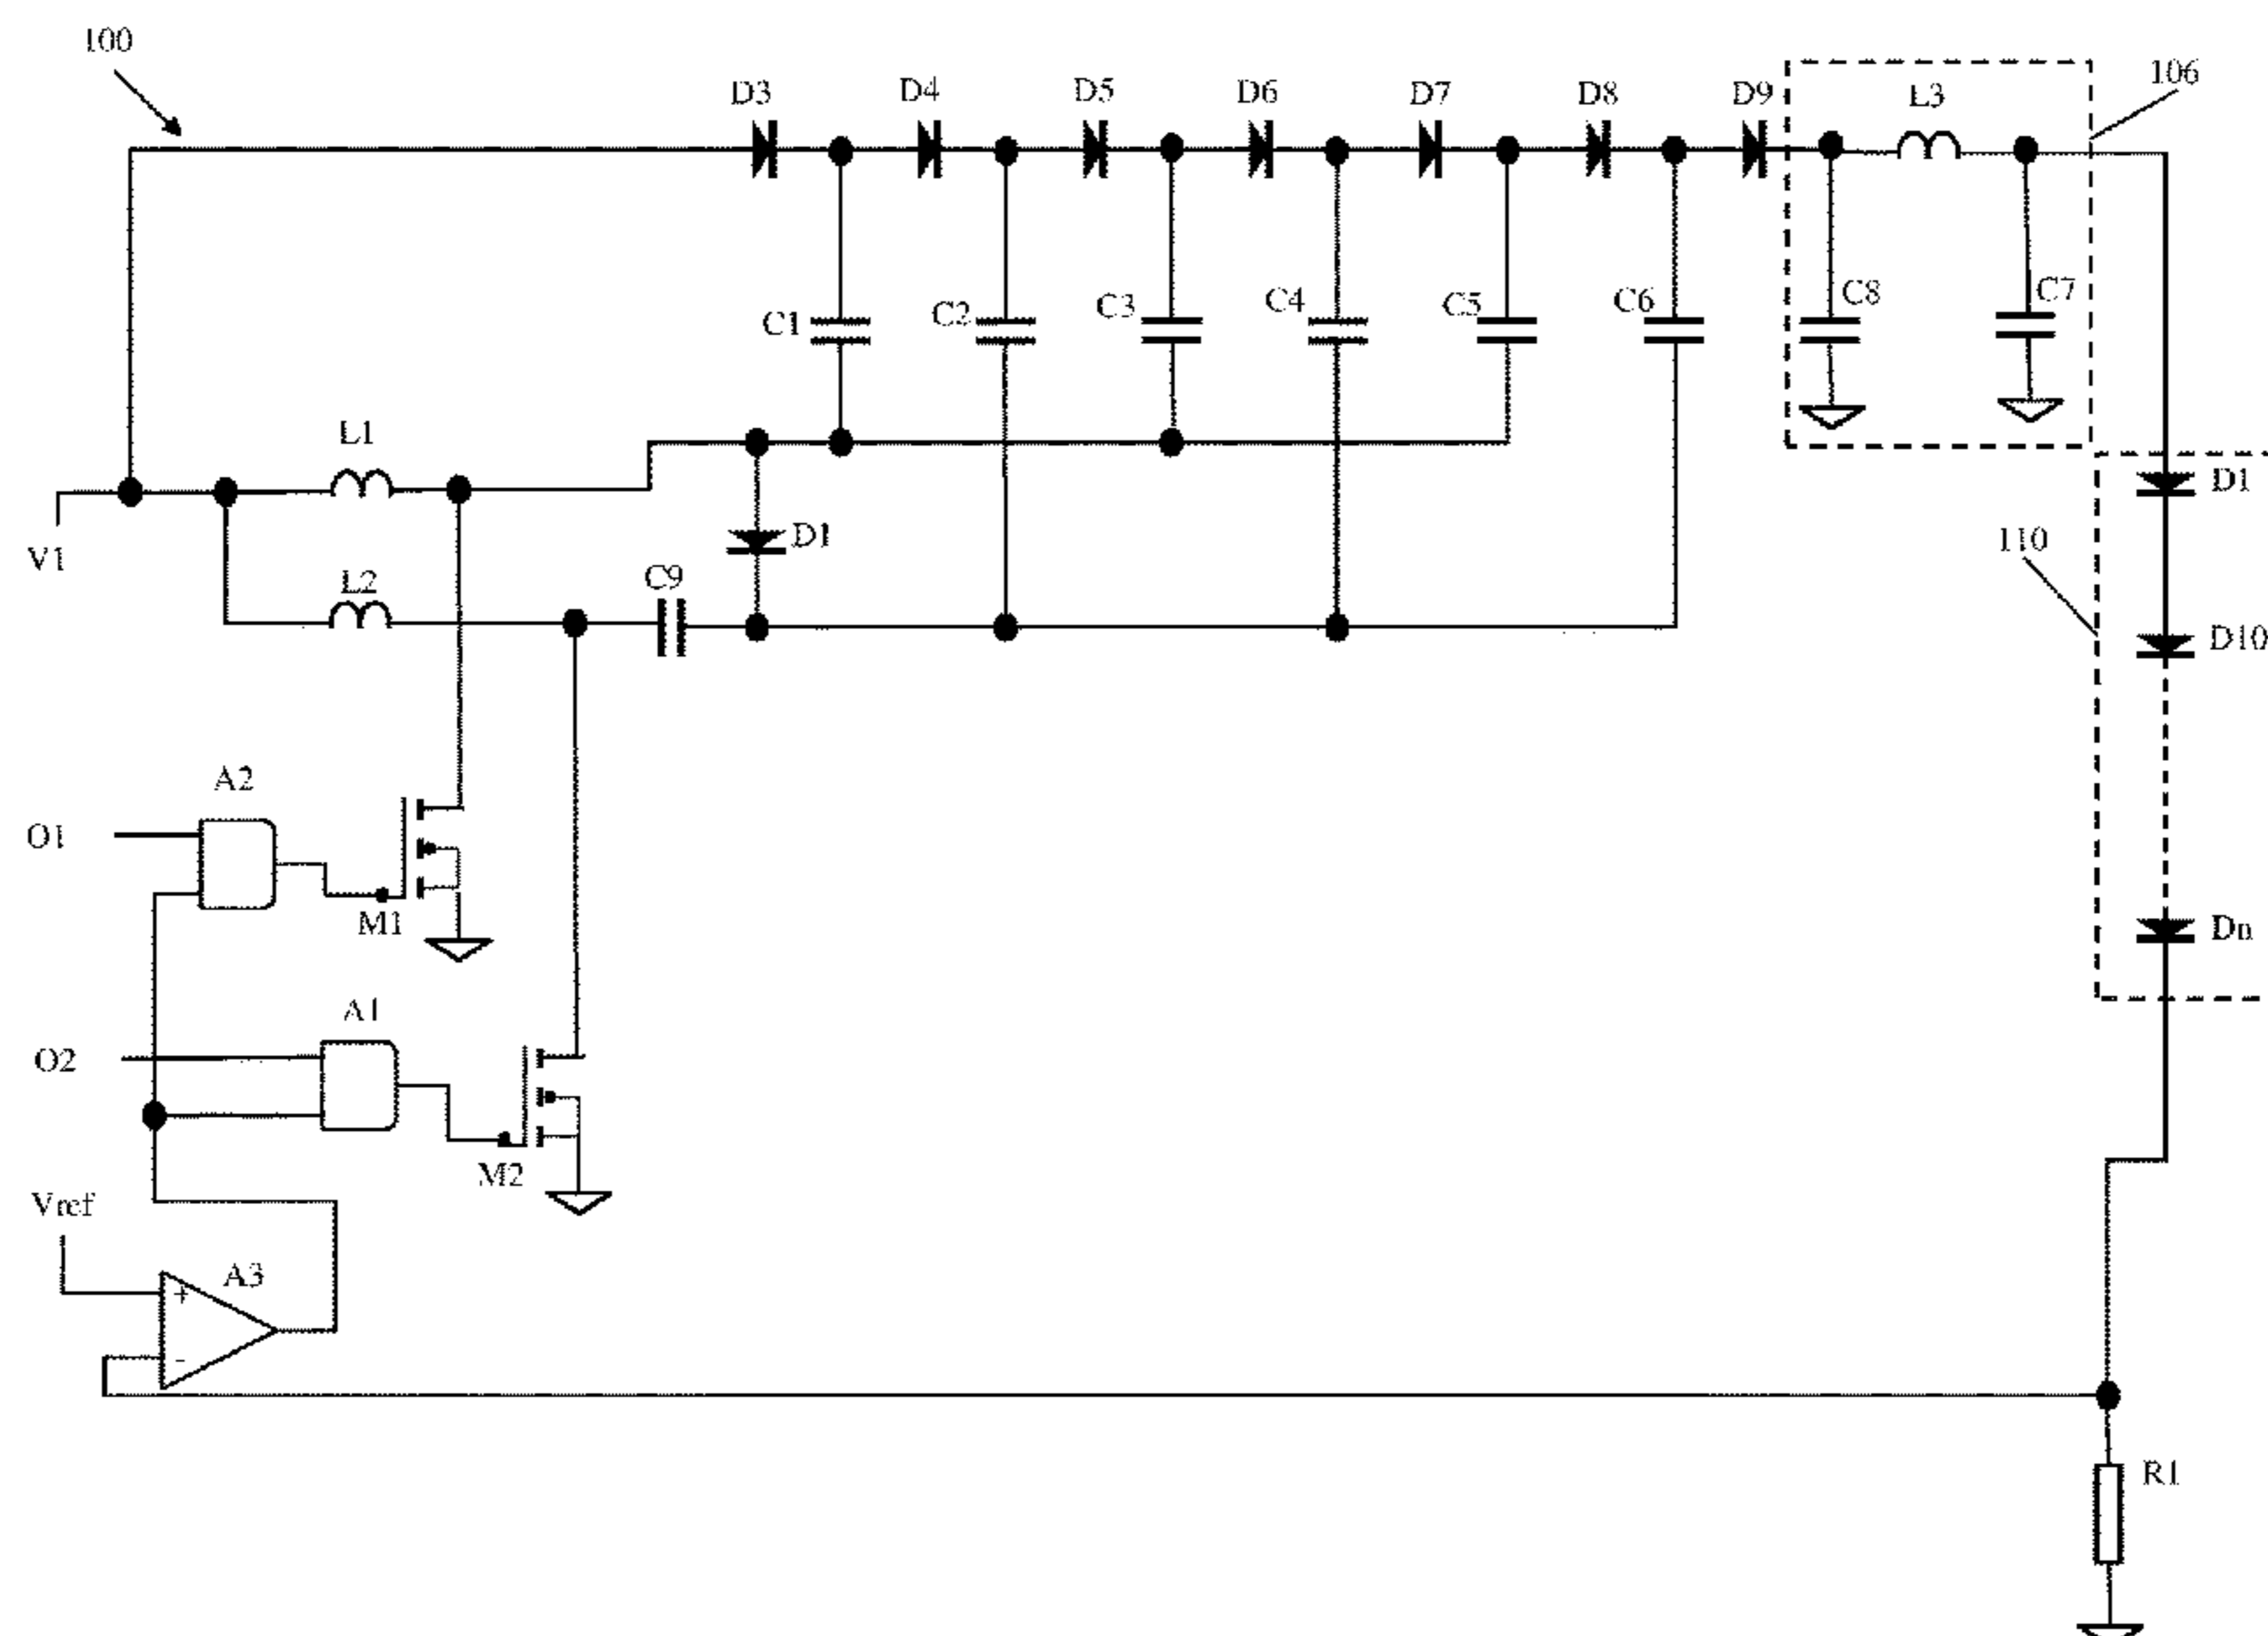 100
D3 D4 D5 D6 D7 D8 D9 L3 106
C1 C2 C3 C4 C5 C6 C8 C7
L1
V1
D1
L2 C9
D1
110
D10
Dn
A2
O1
M1
A1
O2
M2
Vref
A3
+
-
R1